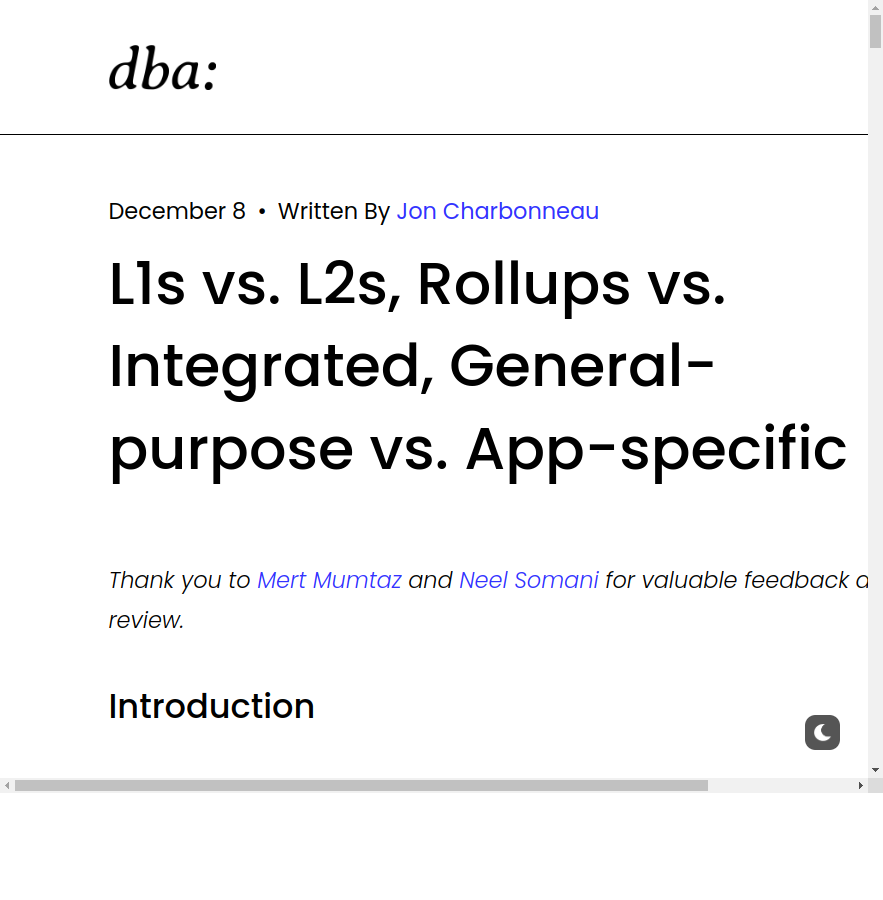 dba:
December 8 • Written By Jon Charbonneau
L1s vs. L2s, Rollups vs.
Integrated, General-
purpose vs. App-specific
Thank you to Mert Mumtaz and Neel Somani for valuable feedback
review.
Introduction